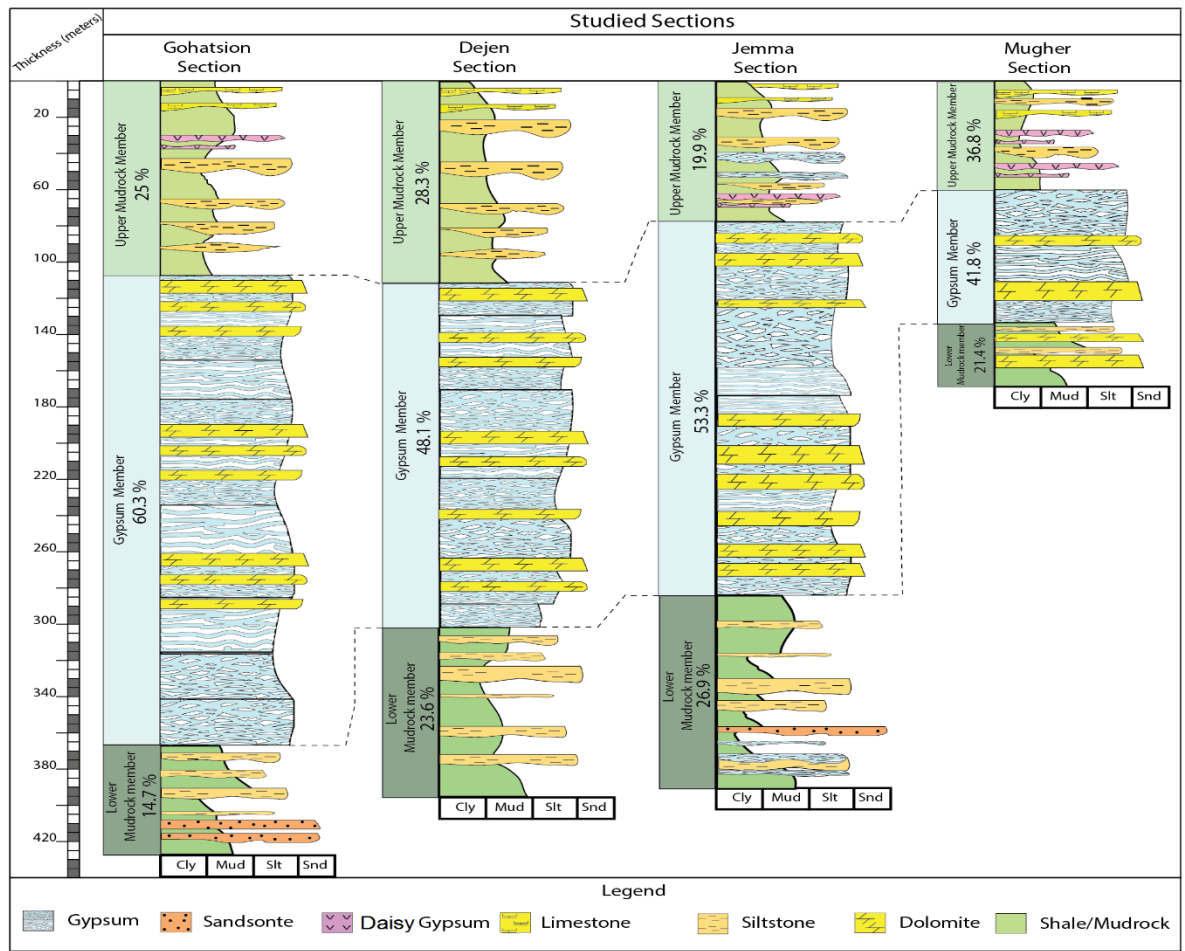 Thickness (meters)
Studied Sections
Gohatsion
Section
Dejen
Section
Jemma
Section
Mugher
Section
20
60
100
140
180
220
260
300
340
380
420
Upper Mudrock Member
25 %
Gypsum Member
60.3 %
Lower
Mudrock member
14.7 %
Cly Mud Slt Snd
Upper Mudrock Member
28.3 %
Gypsum Member
48.1 %
Lower
Mudrock member
23.6 %
Cly Mud Slt Snd
Upper Mudrock Member
19.9 %
Gypsum Member
53.3 %
Lower
Mudrock member
26.9 %
Cly Mud Slt Snd
Upper Mudrock Member
36.8 %
Gypsum Member
41.8 %
Lower
Mudrock member
21.4 %
Cly Mud Slt Snd
Legend
Gypsum Sandsonte Daisy Gypsum Limestone Siltstone Dolomite Shale/Mudrock